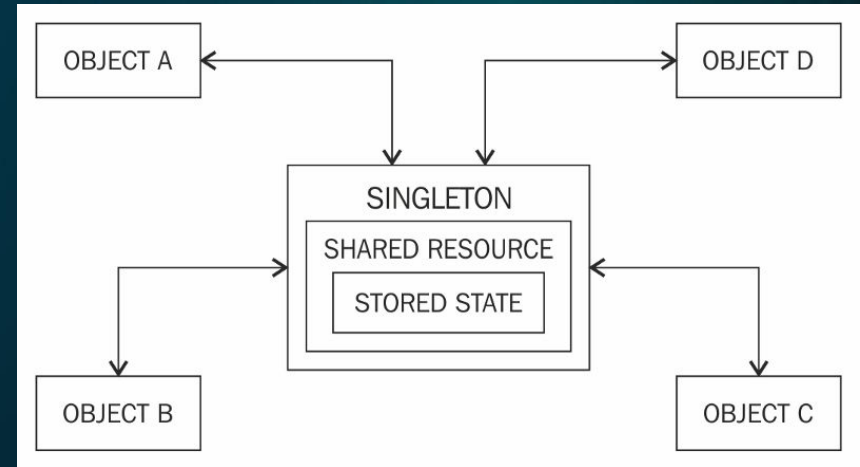 OBJECT A
OBJECT D
SINGLETON
SHARED RESOURCE
STORED STATE
OBJECT B
OBJECT C